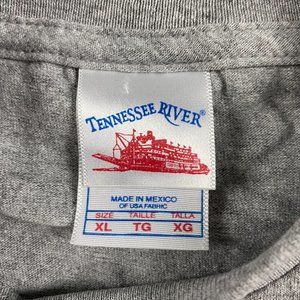 TENNESSEE RIVER®
MADE IN MEXICO
OF USA FABRIC
SIZE TAILLE TALLA
XL TG XG